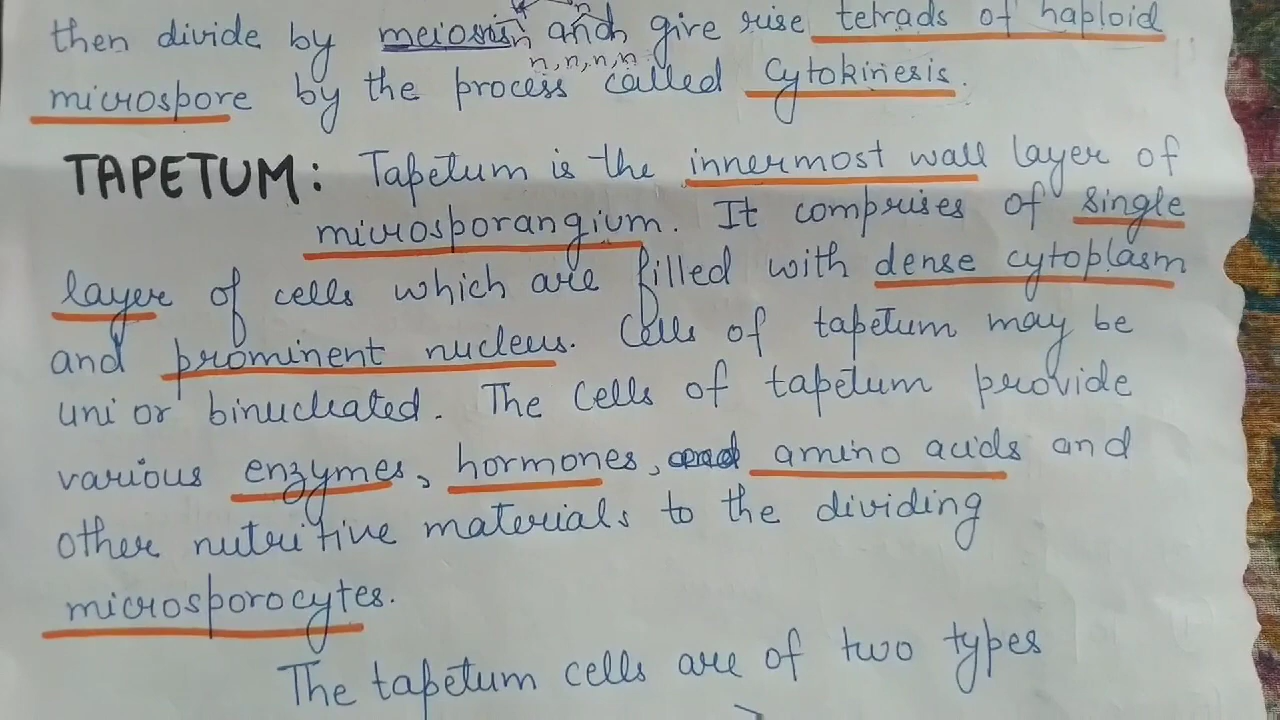 then divide by meiosis and give rise tetrads of haploid
n, n, n, n
microspore by the process called Cytokinesis.
TAPETUM: Tapetum is the innermost wall layer of
microsporangium. It comprises of single
layer of cells which are filled with dense cytoplasm
and prominent nucleus. Cells of tapetum may be
uni or binucleated. The Cells of tapetum provide
various enzymes, hormones, amino acids and
other nutritive materials to the dividing
microsporocytes.
The tapetum cells are of two types